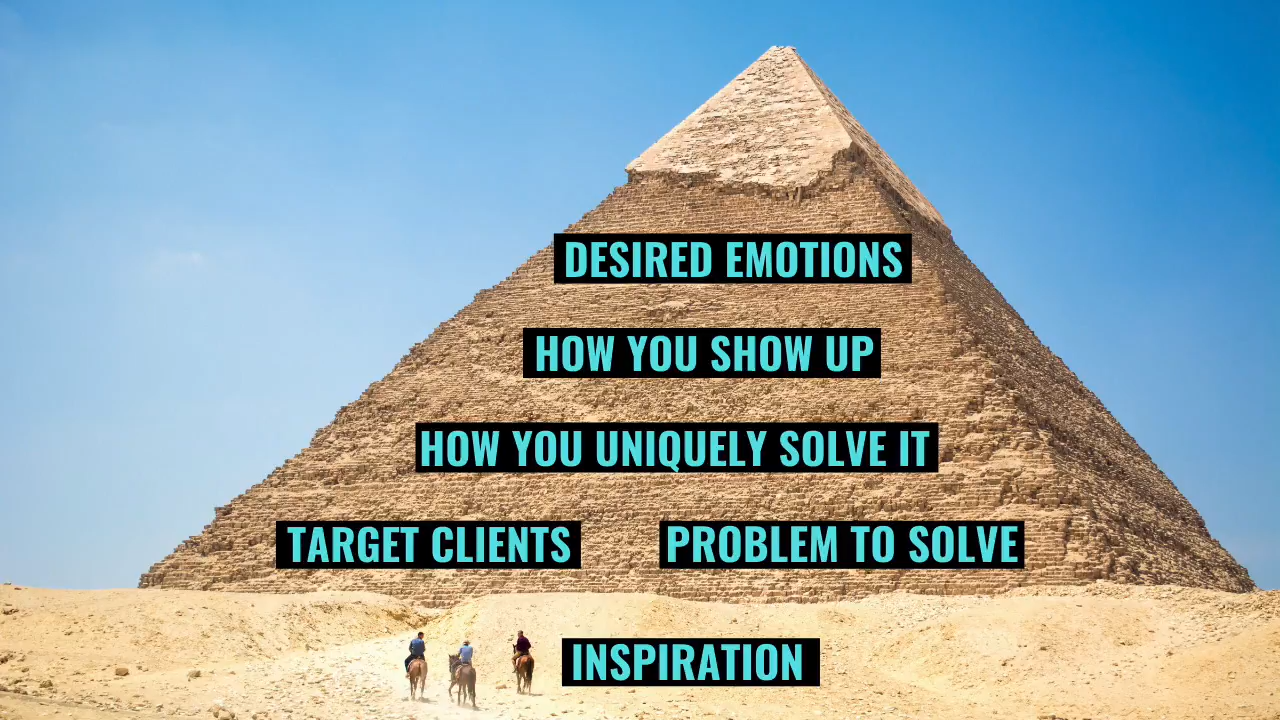 DESIRED EMOTIONS
HOW YOU SHOW UP
HOW YOU UNIQUELY SOLVE IT
TARGET CLIENTS
PROBLEM TO SOLVE
INSPIRATION